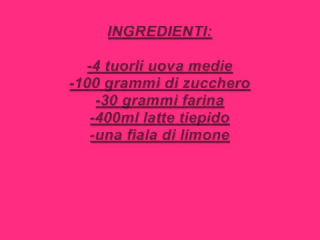 INGREDIENTI:
-4 tuorli uova medie
-100 grammi di zucchero
-30 grammi farina
-400ml latte tiepido
-una fiala di limone